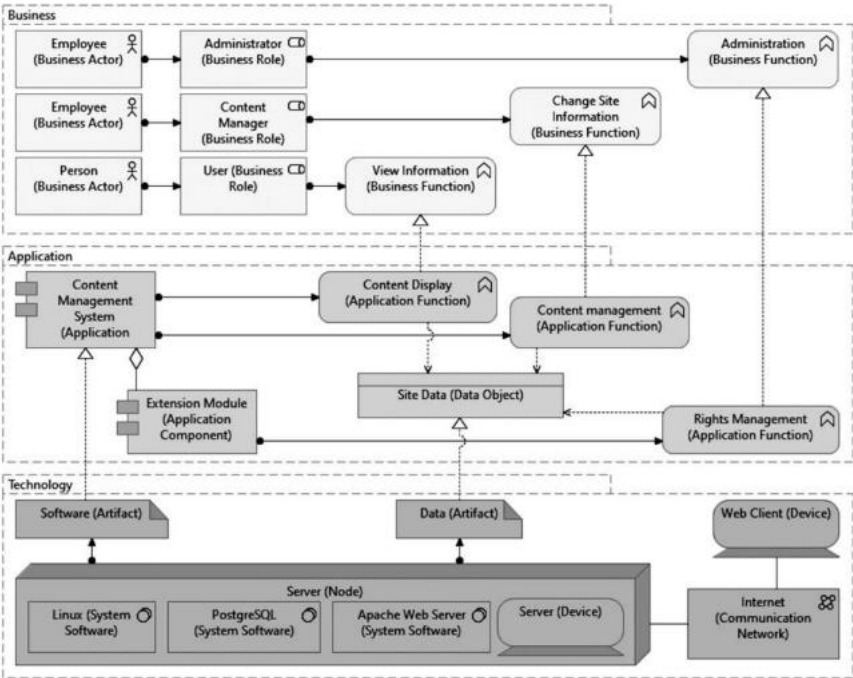 Business
Employee
(Business Actor)
Administrator
(Business Role)
Administration
(Business Function)
Employee
(Business Actor)
Content
Manager
(Business Role)
Change Site
Information
(Business Function)
Person
(Business Actor)
User (Business
Role)
View Information
(Business Function)
Application
Content
Management
System
(Application
Content Display
(Application Function)
Content management
(Application Function)
Site Data (Data Object)
Extension Module
(Application
Component)
Rights Management
(Application Function)
Technology
Software (Artifact)
Data (Artifact)
Web Client (Device)
Server (Node)
Linux (System
Software)
PostgreSQL
(System Software)
Apache Web Server
(System Software)
Server (Device)
Internet
(Communication
Network)